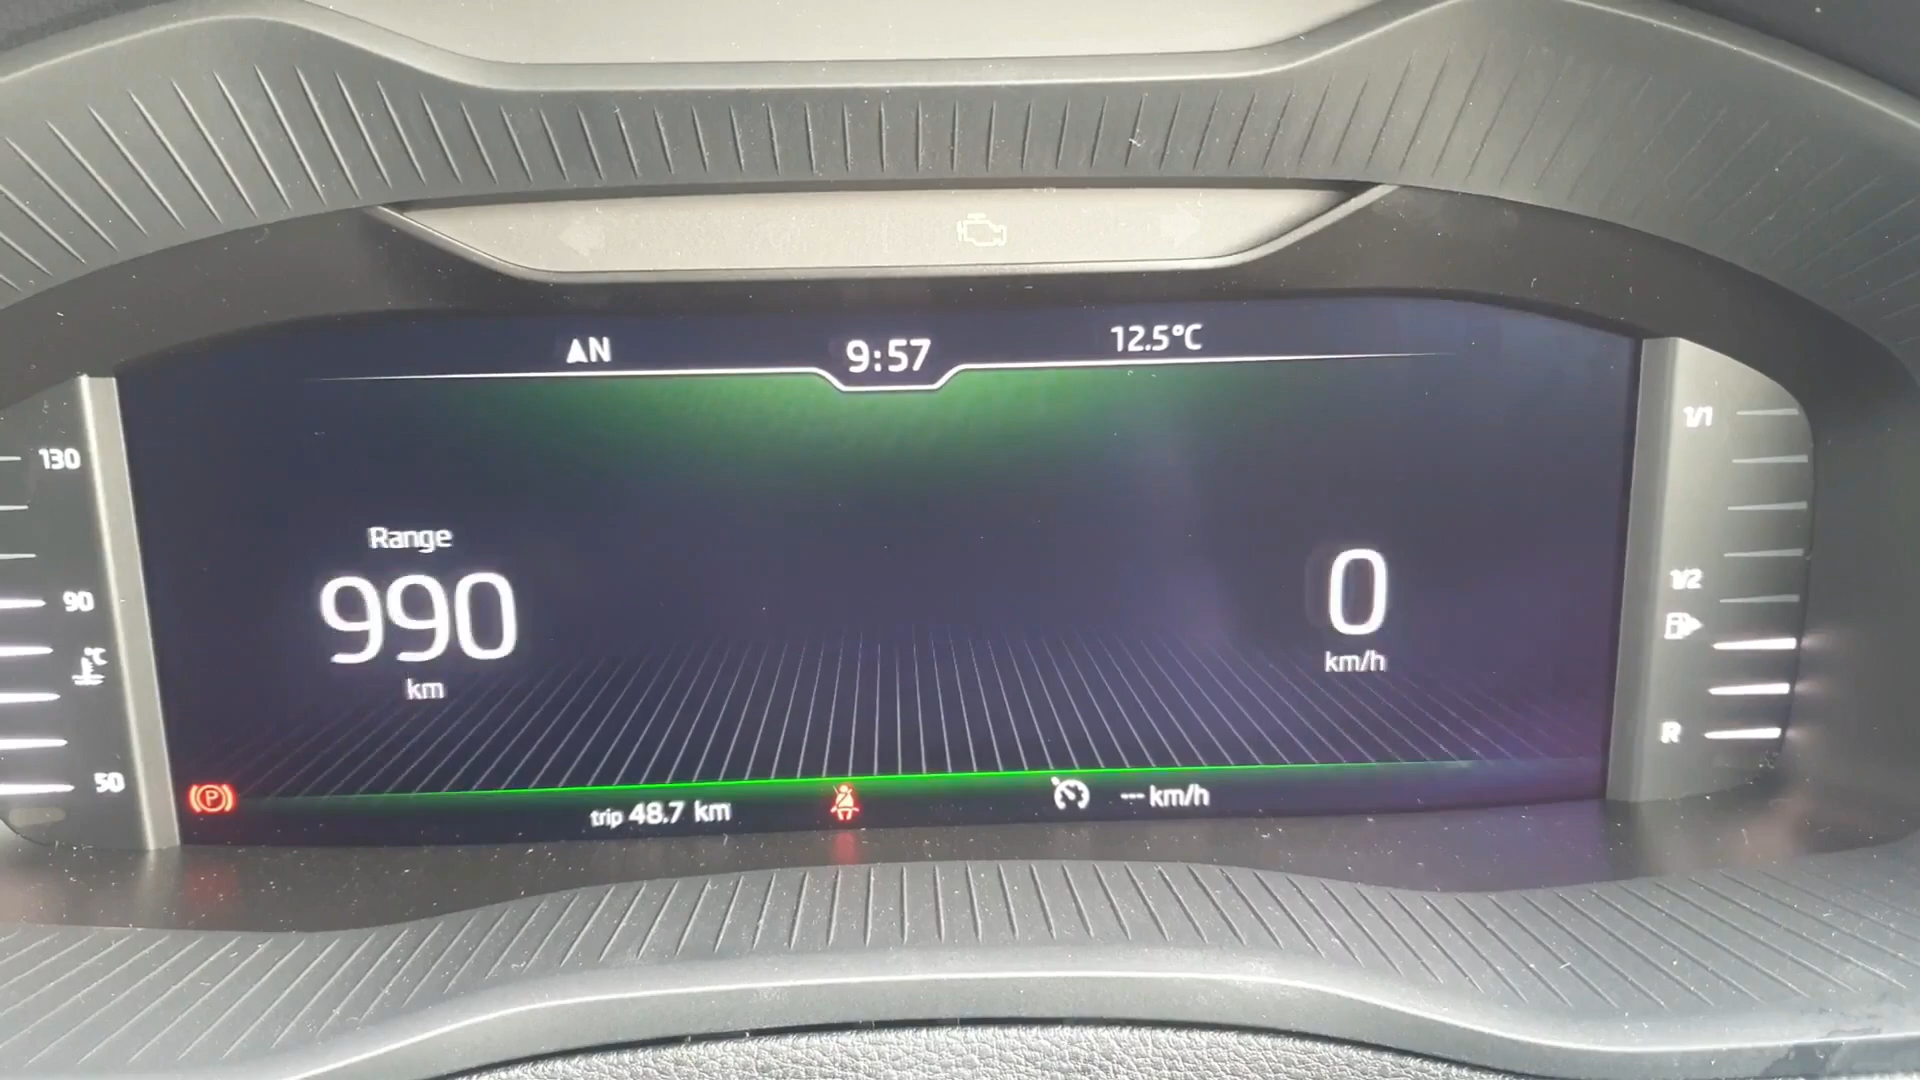 N
9:57
12.5°C
130
90
°C
50
Range
990
km
0
km/h
1/1
1/2
R
P
trip 48.7 km
--- km/h